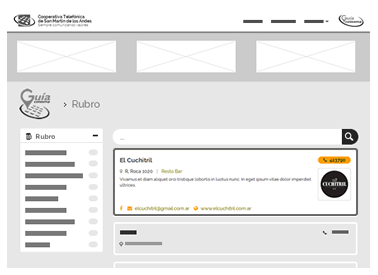 Cooperativa Telefónica
de San Martín de los Andes
Siempre comunicando valores
Guía
Guía
> Rubro
Rubro
...
El Cuchitril
R. Roca 1020 | Resto Bar
423790
Vivamus et diam aliquet orci tristique lobortis in luctus nunc. In eget ipsum vitae dolor imperdiet
ultrices.
CUCHITRIL
elcuchitril@gmail.com.ar
www.elcuchitril.com.ar